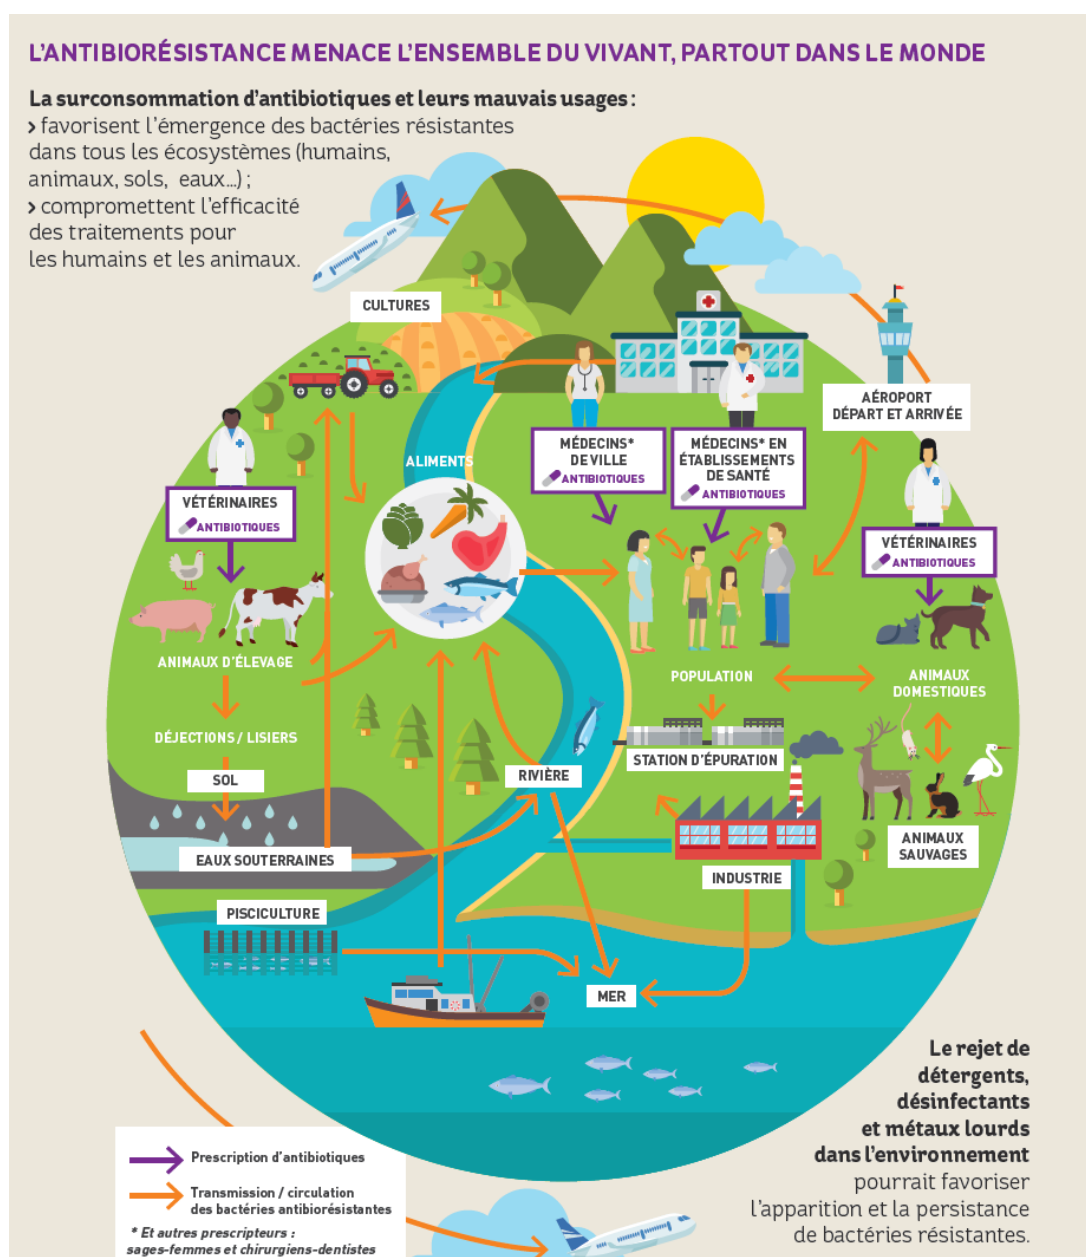 L'ANTIBIORÉSISTANCE MENACE L'ENSEMBLE DU VIVANT, PARTOUT DANS LE MONDE
La surconsommation d'antibiotiques et leurs mauvais usages :
› favorisent l'émergence des bactéries résistantes
dans tous les écosystèmes (humains,
animaux, sols, eaux...) ;
› compromettent l'efficacité
des traitements pour
les humains et les animaux.
CULTURES
AÉROPORT
DÉPART ET ARRIVÉE
ALIMENTS
MÉDECINS*
DE VILLE
ANTIBIOTIQUES
MÉDECINS* EN
ÉTABLISSEMENTS
DE SANTÉ
ANTIBIOTIQUES
VÉTÉRINAIRES
ANTIBIOTIQUES
VÉTÉRINAIRES
ANTIBIOTIQUES
ANIMAUX D'ÉLEVAGE
POPULATION
ANIMAUX
DOMESTIQUES
DÉJECTIONS / LISIERS
STATION D'ÉPURATION
SOL
RIVIÈRE
ANIMAUX
SAUVAGES
EAUX SOUTERRAINES
INDUSTRIE
PISCICULTURE
MER
Le rejet de
détergents,
désinfectants
et métaux lourds
dans l'environnement
pourrait favoriser
l'apparition et la persistance
de bactéries résistantes.
Prescription d'antibiotiques
Transmission / circulation
des bactéries antibiorésistantes
* Et autres prescripteurs :
sages-femmes et chirurgiens-dentistes